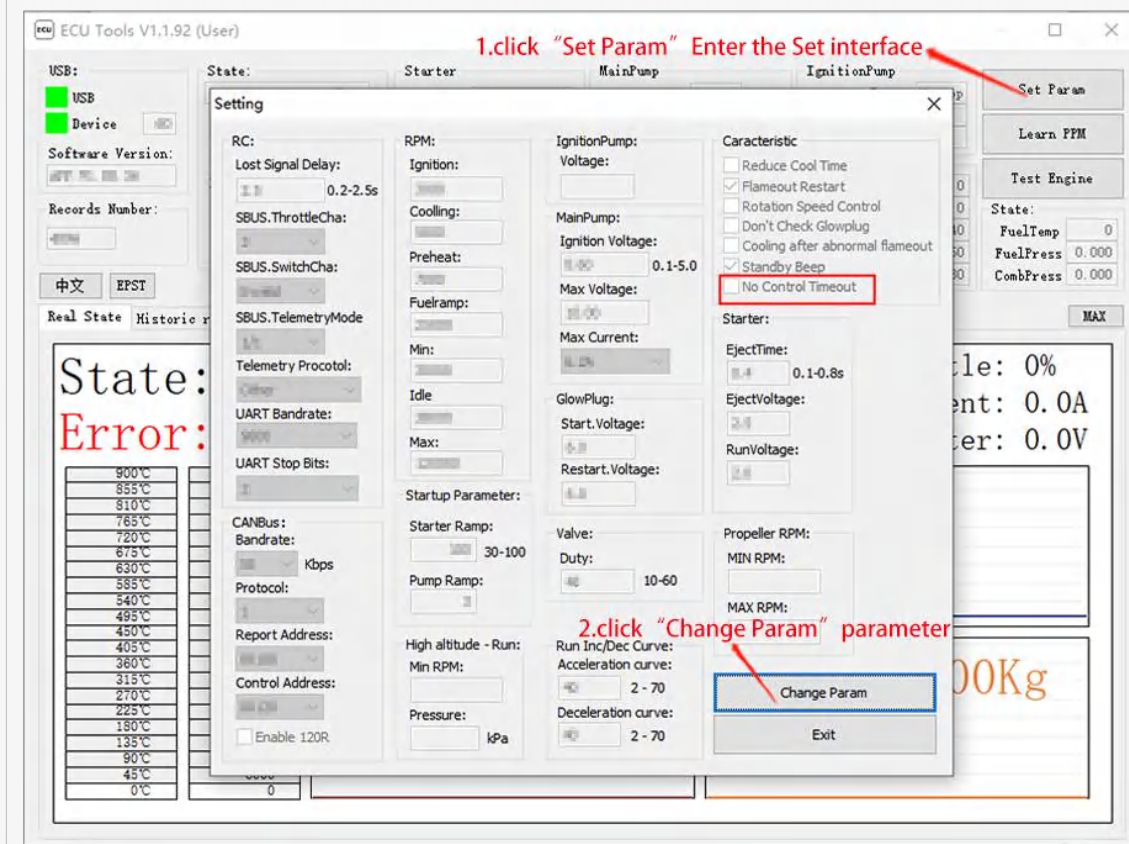 ECU Tools V1.1.92 (User)
1.click “Set Param” Enter the Set interface
USB:
USB
Device
Software Version:
Records Number:
中文
EPST
State:
Starter
MainPump
IgnitionPump
Set Param
Learn PPM
Test Engine
State:
FuelTemp 0
FuelPress 0.000
CombPress 0.000
Real State
Historic r
MAX
State:
Error:
tle: 0%
ent: 0.0A
ter: 0.0V
00Kg
900℃
855℃
810℃
765℃
720℃
675℃
630℃
585℃
540℃
495℃
450℃
405℃
360℃
315℃
270℃
225℃
180℃
135℃
90℃
45℃
0℃
0
Setting
RC:
Lost Signal Delay:
0.2-2.5s
SBUS.ThrottleCha:
SBUS.SwitchCha:
SBUS.TelemetryMode
Telemetry Procotol:
UART Bandrate:
UART Stop Bits:
CANBus:
Bandrate:
Kbps
Protocol:
Report Address:
Control Address:
Enable 120R
RPM:
Ignition:
Coolling:
Preheat:
Fuelramp:
Min:
Idle
Max:
Startup Parameter:
Starter Ramp:
30-100
Pump Ramp:
High altitude - Run:
Min RPM:
Pressure:
kPa
IgnitionPump:
Voltage:
MainPump:
Ignition Voltage:
0.1-5.0
Max Voltage:
Max Current:
GlowPlug:
Start.Voltage:
Restart.Voltage:
Valve:
Duty:
10-60
Run Inc/Dec Curve:
Acceleration curve:
2 - 70
Deceleration curve:
2 - 70
Caracteristic
Reduce Cool Time
Flameout Restart
Rotation Speed Control
Don't Check Glowplug
Cooling after abnormal flameout
Standby Beep
No Control Timeout
Starter:
EjectTime:
0.1-0.8s
EjectVoltage:
RunVoltage:
Propeller RPM:
MIN RPM:
MAX RPM:
2.click “Change Param” parameter
Change Param
Exit